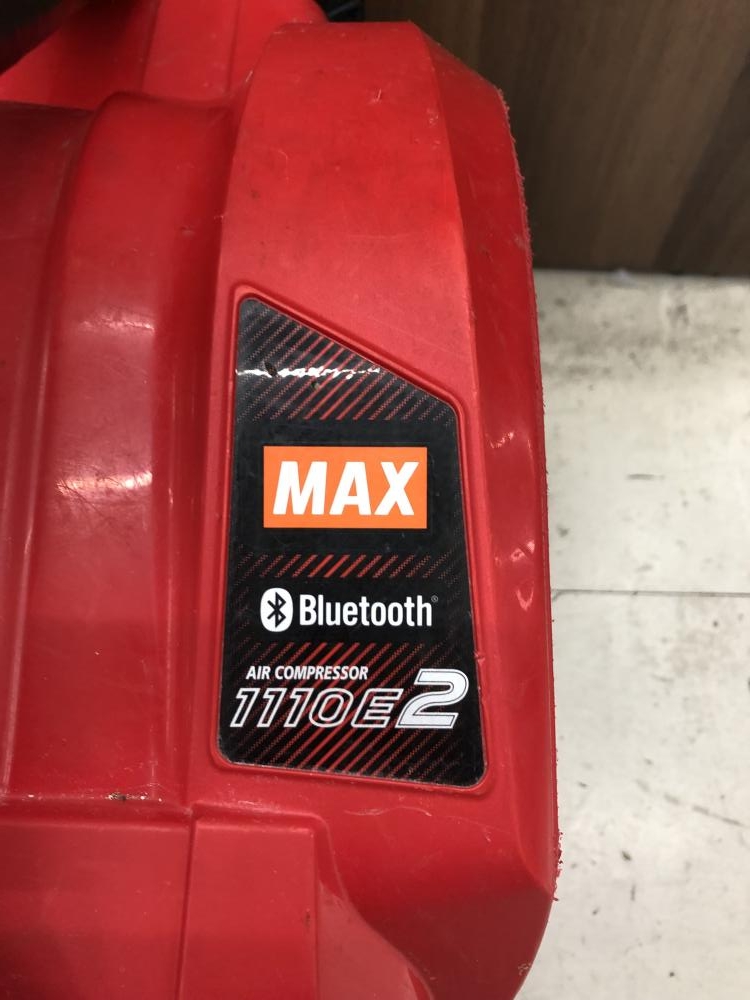 MAX
Bluetooth®
AIR COMPRESSOR
1110E2